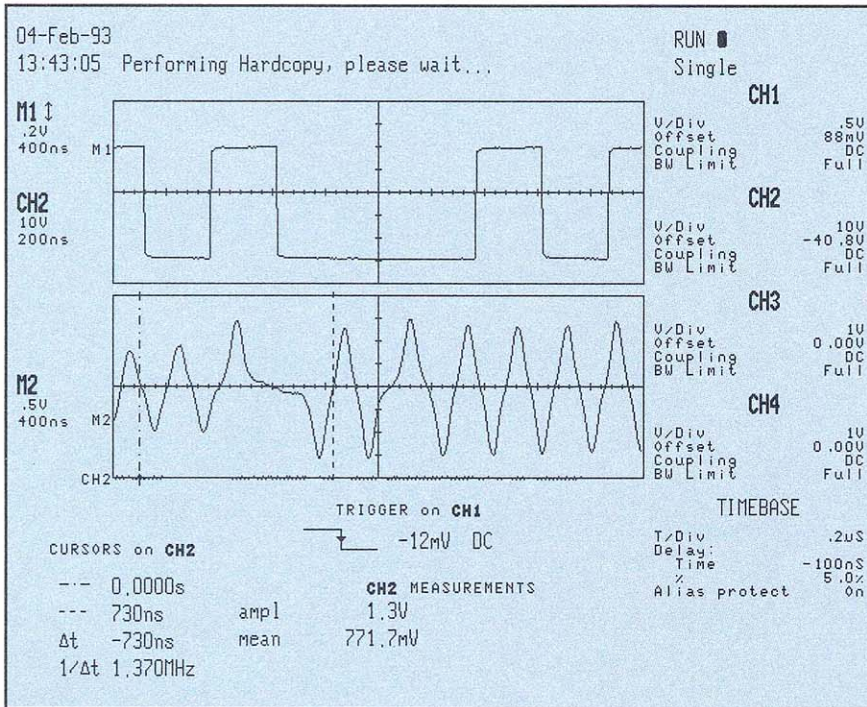 04-Feb-93
13:43:05 Performing Hardcopy, please wait...
RUN
Single
M1 ↕
.2V
400ns
M1
CH2
10V
200ns
M2
.5V
400ns
M2
CH2
CH1
V/Div .5V
Offset 88mV
Coupling DC
BW Limit Full
CH2
V/Div 10V
Offset -40.8V
Coupling DC
BW Limit Full
CH3
V/Div 1V
Offset 0.00V
Coupling DC
BW Limit Full
CH4
V/Div 1V
Offset 0.00V
Coupling DC
BW Limit Full
TRIGGER on CH1
-12mV DC
TIMEBASE
T/Div .2uS
Delay:
Time -100nS
% 5.0%
Alias protect On
CURSORS on CH2
-·- 0.0000s
--- 730ns
Δt -730ns
1/Δt 1.370MHz
CH2 MEASUREMENTS
ampl 1.3V
mean 771.7mV